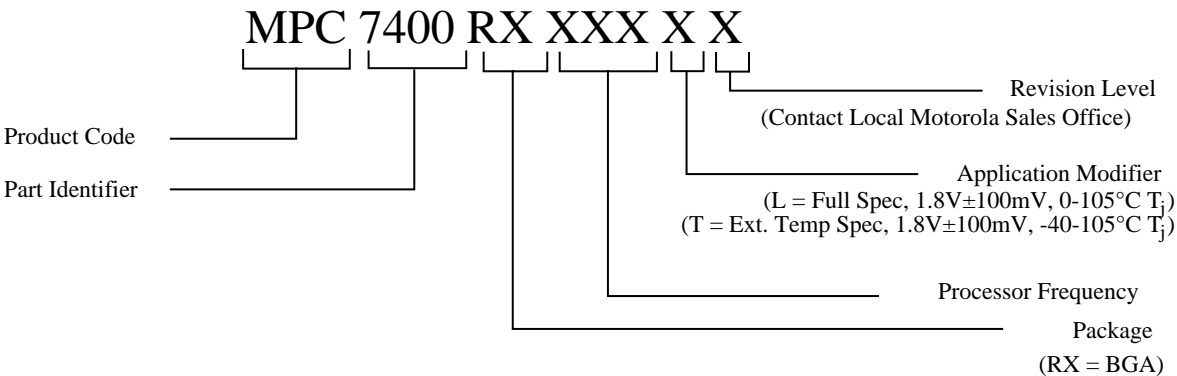 MPC 7400 RX XXX X X
Revision Level
(Contact Local Motorola Sales Office)
Product Code
Application Modifier
Part Identifier
(L = Full Spec, 1.8V±100mV, 0-105°C Tj)
(T = Ext. Temp Spec, 1.8V±100mV, -40-105°C Tj)
Processor Frequency
Package
(RX = BGA)